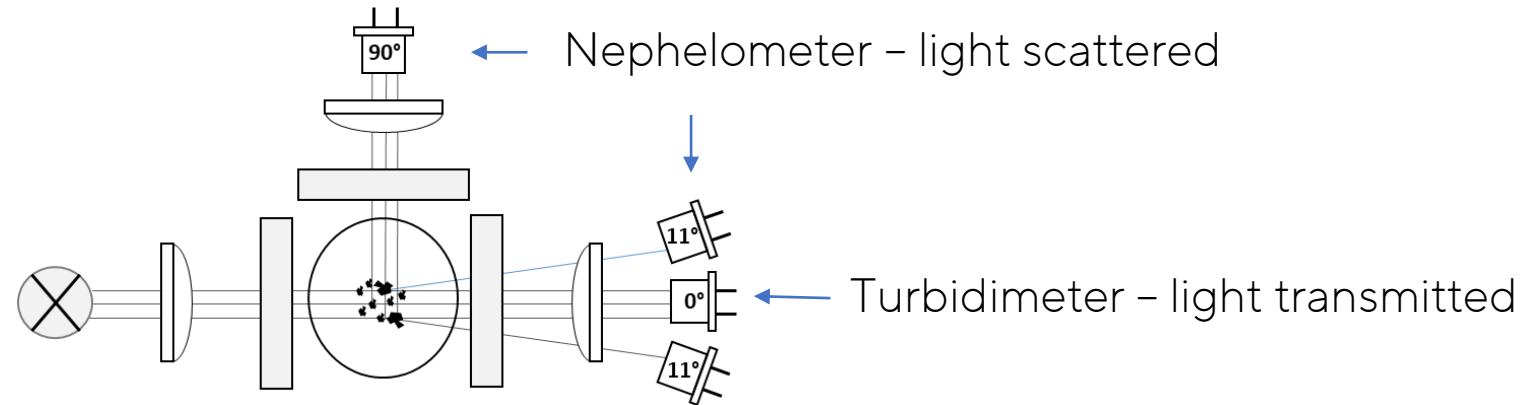 90°
Nephelometer – light scattered
11°
0°
Turbidimeter – light transmitted
11°